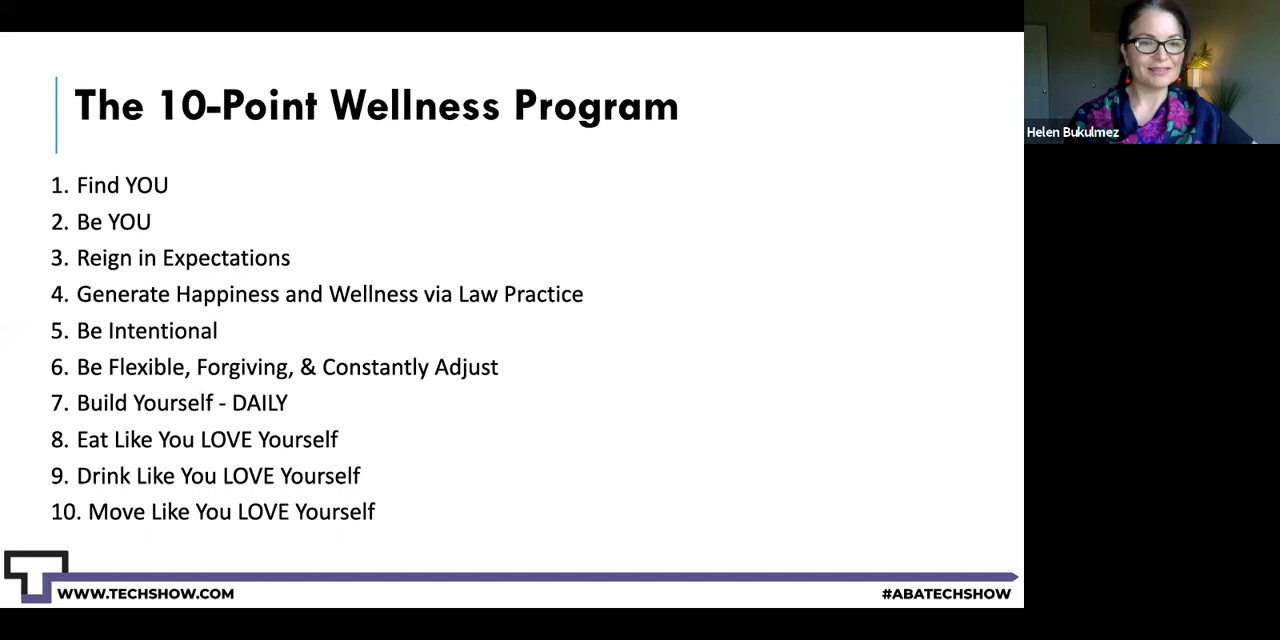 The 10-Point Wellness Program
1. Find YOU
2. Be YOU
3. Reign in Expectations
4. Generate Happiness and Wellness via Law Practice
5. Be Intentional
6. Be Flexible, Forgiving, & Constantly Adjust
7. Build Yourself - DAILY
8. Eat Like You LOVE Yourself
9. Drink Like You LOVE Yourself
10. Move Like You LOVE Yourself
WWW.TECHSHOW.COM
#ABATECHSHOW
Helen Bukulmez